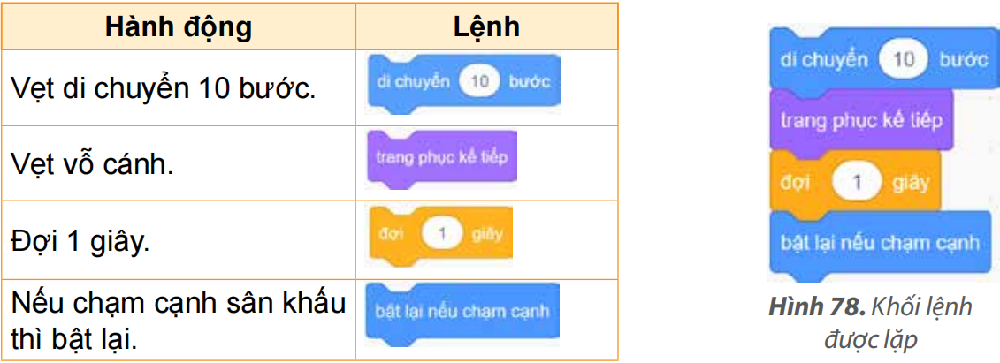 Hành động
Lệnh
Vẹt di chuyển 10 bước.
di chuyển 10 bước
Vẹt vỗ cánh.
trang phục kế tiếp
Đợi 1 giây.
đợi 1 giây
Nếu chạm cạnh sân khấu
thì bật lại.
bật lại nếu chạm cạnh
di chuyển 10 bước
trang phục kế tiếp
đợi 1 giây
bật lại nếu chạm cạnh
Hình 78. Khối lệnh
được lặp